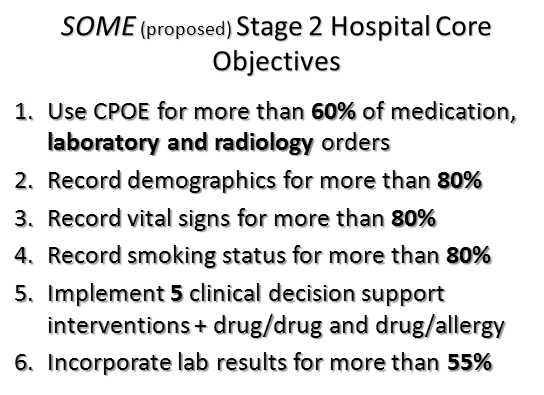 SOME (proposed) Stage 2 Hospital Core
Objectives
1. Use CPOE for more than 60% of medication,
laboratory and radiology orders
2. Record demographics for more than 80%
3. Record vital signs for more than 80%
4. Record smoking status for more than 80%
5. Implement 5 clinical decision support
interventions + drug/drug and drug/allergy
6. Incorporate lab results for more than 55%